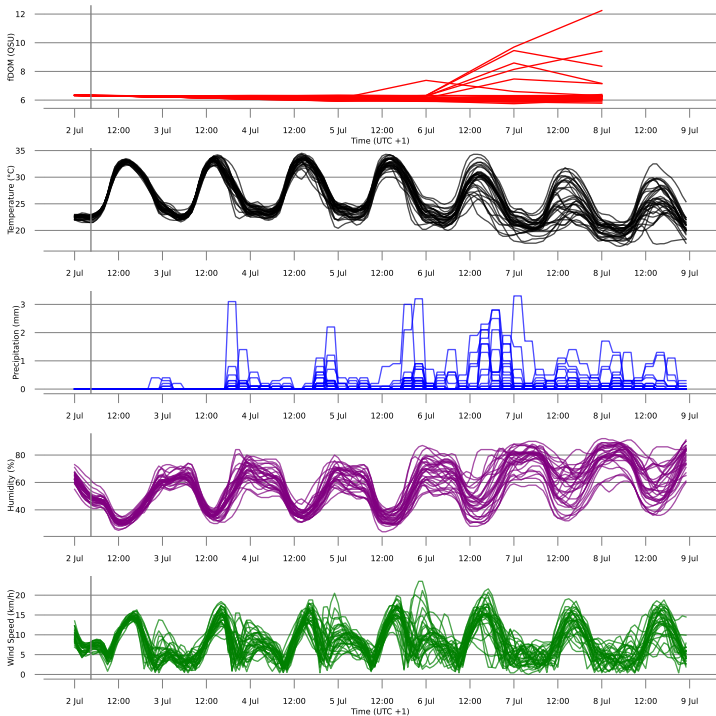 12
10
8
6
fDOM (QSU)
2 Jul 12:00 3 Jul 12:00 4 Jul 12:00 5 Jul 12:00 6 Jul 12:00 7 Jul 12:00 8 Jul 12:00 9 Jul
Time (UTC +1)
35
30
25
20
Temperature (°C)
2 Jul 12:00 3 Jul 12:00 4 Jul 12:00 5 Jul 12:00 6 Jul 12:00 7 Jul 12:00 8 Jul 12:00 9 Jul
3
2
1
0
Precipitation (mm)
2 Jul 12:00 3 Jul 12:00 4 Jul 12:00 5 Jul 12:00 6 Jul 12:00 7 Jul 12:00 8 Jul 12:00 9 Jul
80
60
40
Humidity (%)
2 Jul 12:00 3 Jul 12:00 4 Jul 12:00 5 Jul 12:00 6 Jul 12:00 7 Jul 12:00 8 Jul 12:00 9 Jul
20
15
10
5
0
Wind Speed (km/h)
2 Jul 12:00 3 Jul 12:00 4 Jul 12:00 5 Jul 12:00 6 Jul 12:00 7 Jul 12:00 8 Jul 12:00 9 Jul
Time (UTC +1)